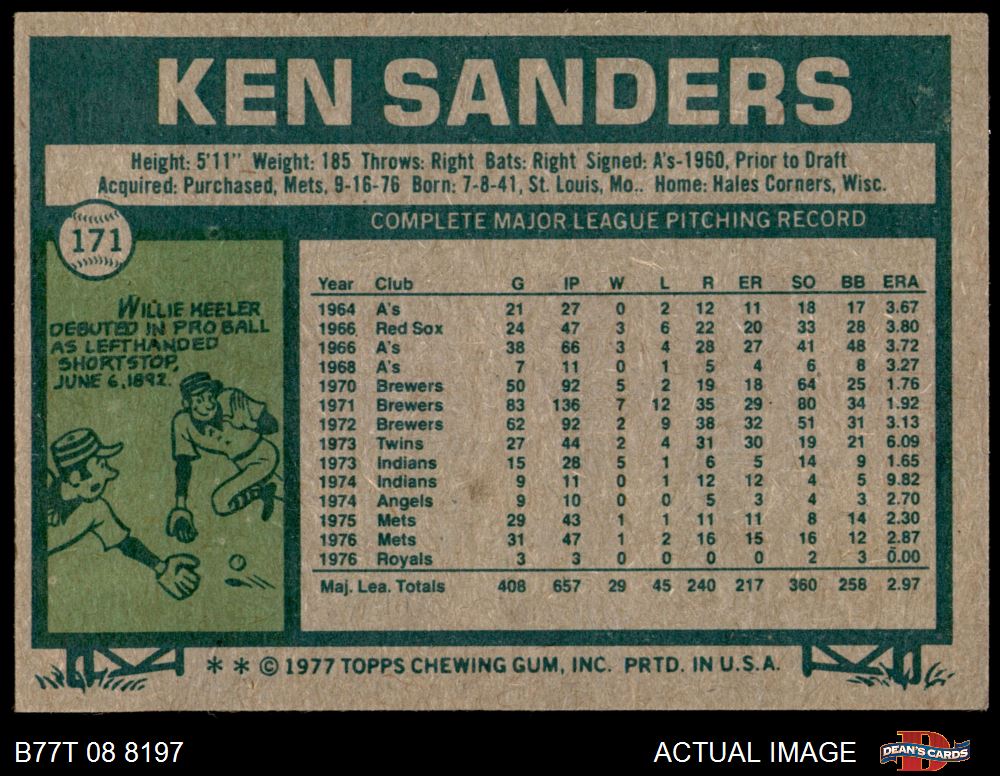 KEN SANDERS
Height: 5'11" Weight: 185 Throws: Right Bats: Right Signed: A's-1960, Prior to Draft
Acquired: Purchased, Mets, 9-16-76 Born: 7-8-41, St. Louis, Mo.. Home: Hales Corners, Wisc.
171
COMPLETE MAJOR LEAGUE PITCHING RECORD
WILLIE KEELER
DEBUTED IN PRO BALL
AS LEFTHANDED
SHORTSTOP,
JUNE 6, 1892.
Year Club G IP W L R ER SO BB ERA
1964 A's 21 27 0 2 12 11 18 17 3.67
1966 Red Sox 24 47 3 6 22 20 33 28 3.80
1966 A's 38 66 3 4 28 27 41 48 3.72
1968 A's 7 11 0 1 5 4 6 8 3.27
1970 Brewers 50 92 5 2 19 18 64 25 1.76
1971 Brewers 83 136 7 12 35 29 80 34 1.92
1972 Brewers 62 92 2 9 38 32 51 31 3.13
1973 Twins 27 44 2 4 31 30 19 21 6.09
1973 Indians 15 28 5 1 6 5 14 9 1.65
1974 Indians 9 11 0 1 12 12 4 5 9.82
1974 Angels 9 10 0 0 5 3 4 3 2.70
1975 Mets 29 43 1 1 11 11 8 14 2.30
1976 Mets 31 47 1 2 16 15 16 12 2.87
1976 Royals 3 3 0 0 0 0 2 3 0.00
Maj. Lea. Totals 408 657 29 45 240 217 360 258 2.97
* * © 1977 TOPPS CHEWING GUM, INC. PRTD. IN U.S.A.
B77T 08 8197
ACTUAL IMAGE
D
DEAN'S CARDS